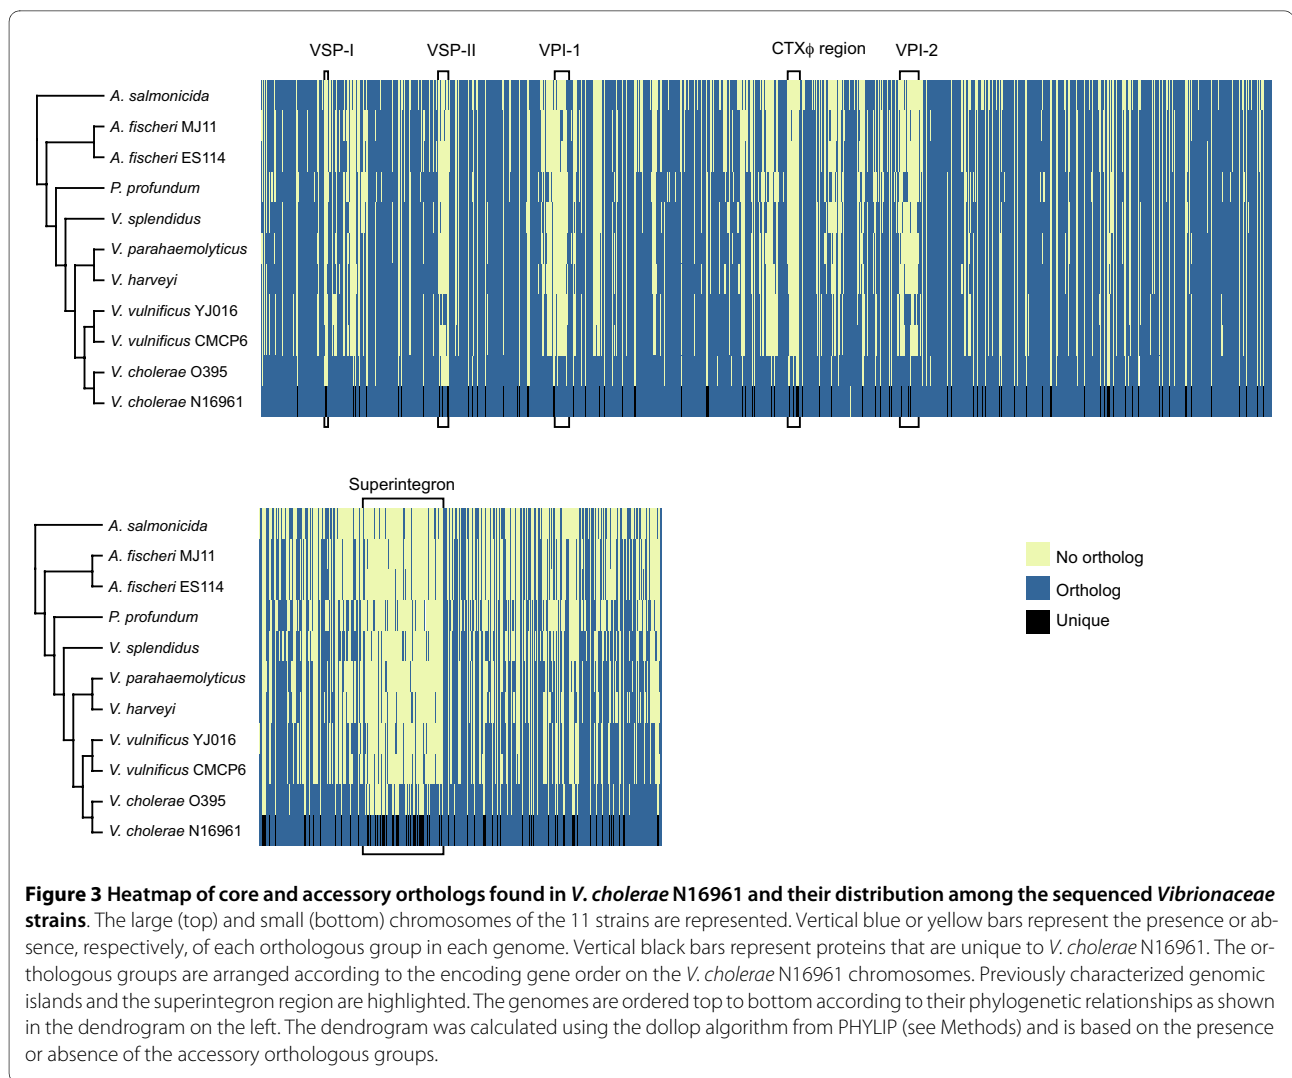 VSP-I VSP-II VPI-1 CTXϕ region VPI-2
A. salmonicida
A. fischeri MJ11
A. fischeri ES114
P. profundum
V. splendidus
V. parahaemolyticus
V. harveyi
V. vulnificus YJ016
V. vulnificus CMCP6
V. cholerae O395
V. cholerae N16961
Superintegron
A. salmonicida
A. fischeri MJ11
A. fischeri ES114
P. profundum
V. splendidus
V. parahaemolyticus
V. harveyi
V. vulnificus YJ016
V. vulnificus CMCP6
V. cholerae O395
V. cholerae N16961
No ortholog
Ortholog
Unique
Figure 3 Heatmap of core and accessory orthologs found in V. cholerae N16961 and their distribution among the sequenced Vibrionaceae
strains. The large (top) and small (bottom) chromosomes of the 11 strains are represented. Vertical blue or yellow bars represent the presence or ab-
sence, respectively, of each orthologous group in each genome. Vertical black bars represent proteins that are unique to V. cholerae N16961. The or-
thologous groups are arranged according to the encoding gene order on the V. cholerae N16961 chromosomes. Previously characterized genomic
islands and the superintegron region are highlighted. The genomes are ordered top to bottom according to their phylogenetic relationships as shown
in the dendrogram on the left. The dendrogram was calculated using the dollop algorithm from PHYLIP (see Methods) and is based on the presence
or absence of the accessory orthologous groups.